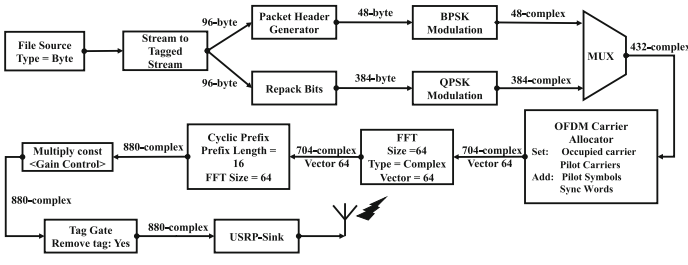 File Source
Type = Byte
Stream to
Tagged
Stream
96-byte
96-byte
Packet Header
Generator
48-byte
BPSK
Modulation
48-complex
Repack Bits
384-byte
QPSK
Modulation
384-complex
MUX
432-complex
OFDM Carrier
Allocator
Set: Occupied carrier
Pilot Carriers
Add: Pilot Symbols
Sync Words
704-complex
Vector 64
FFT
Size =64
Type = Complex
Vector = 64
704-complex
Vector 64
Cyclic Prefix
Prefix Length =
16
FFT Size = 64
880-complex
Multiply const
<Gain Control>
880-complex
Tag Gate
Remove tag: Yes
880-complex
USRP-Sink